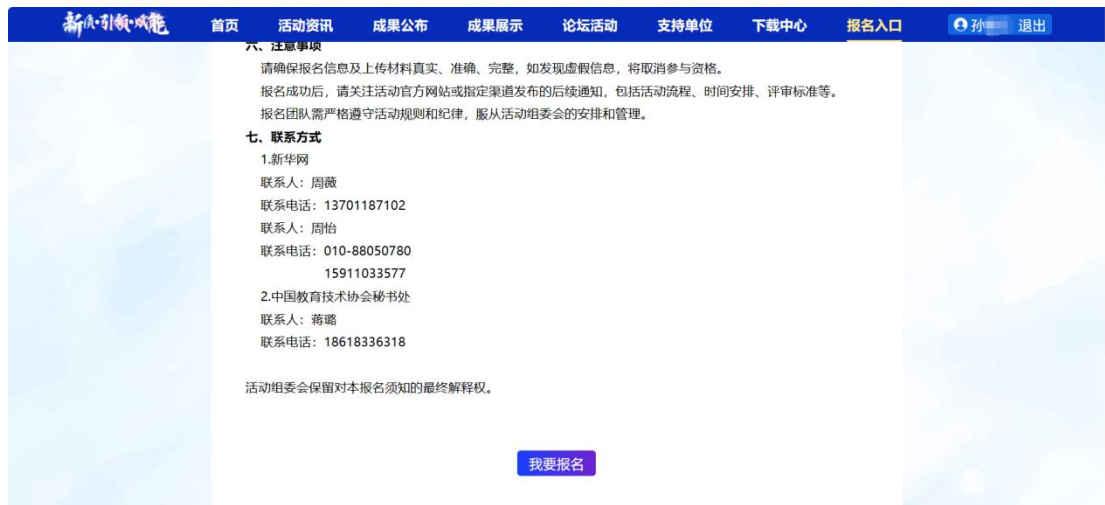 新质·引领·赋能
首页 活动资讯 成果公布 成果展示 论坛活动 支持单位 下载中心 报名入口 孙 退出
六、注意事项
请确保报名信息及上传材料真实、准确、完整，如发现虚假信息，将取消参与资格。
报名成功后，请关注活动官方网站或指定渠道发布的后续通知，包括活动流程、时间安排、评审标准等。
报名团队需严格遵守活动规则和纪律，服从活动组委会的安排和管理。
七、联系方式
1.新华网
联系人：周薇
联系电话：13701187102
联系人：周怡
联系电话：010-88050780
15911033577
2.中国教育技术协会秘书处
联系人：蒋璐
联系电话：18618336318
活动组委会保留对本报名须知的最终解释权。
我要报名